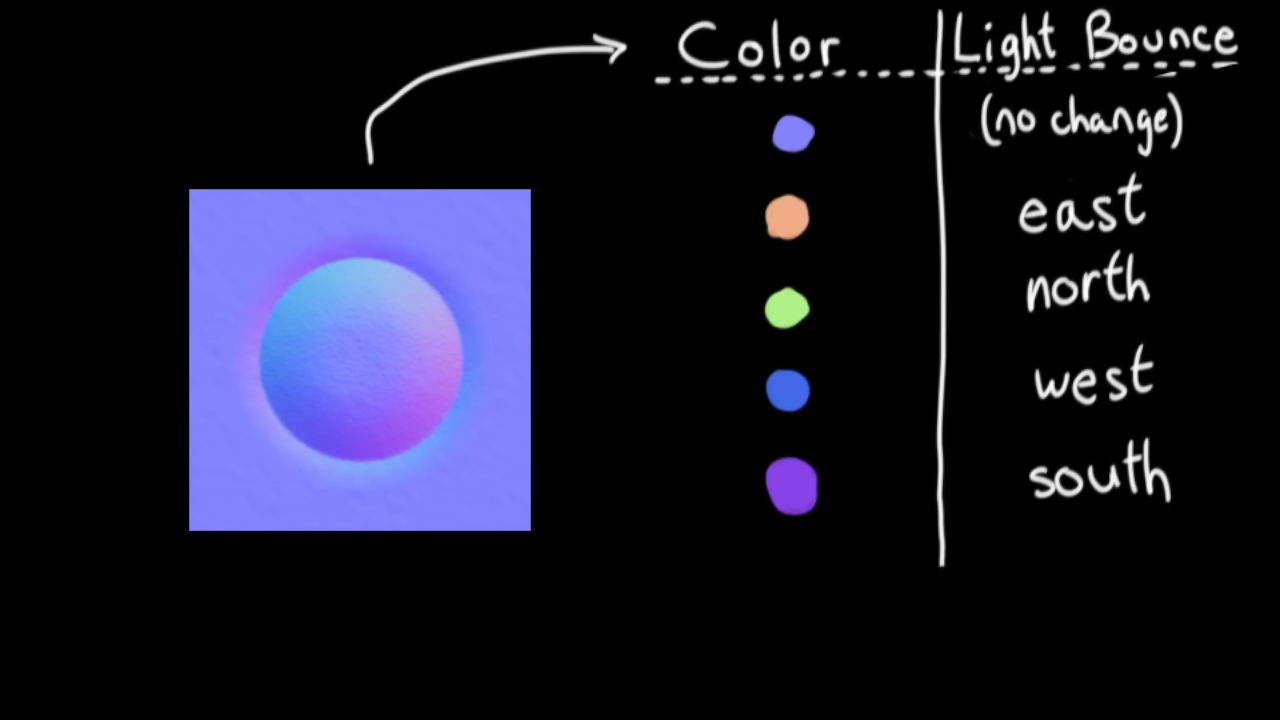 Color
Light Bounce
(no change)
east
north
west
south